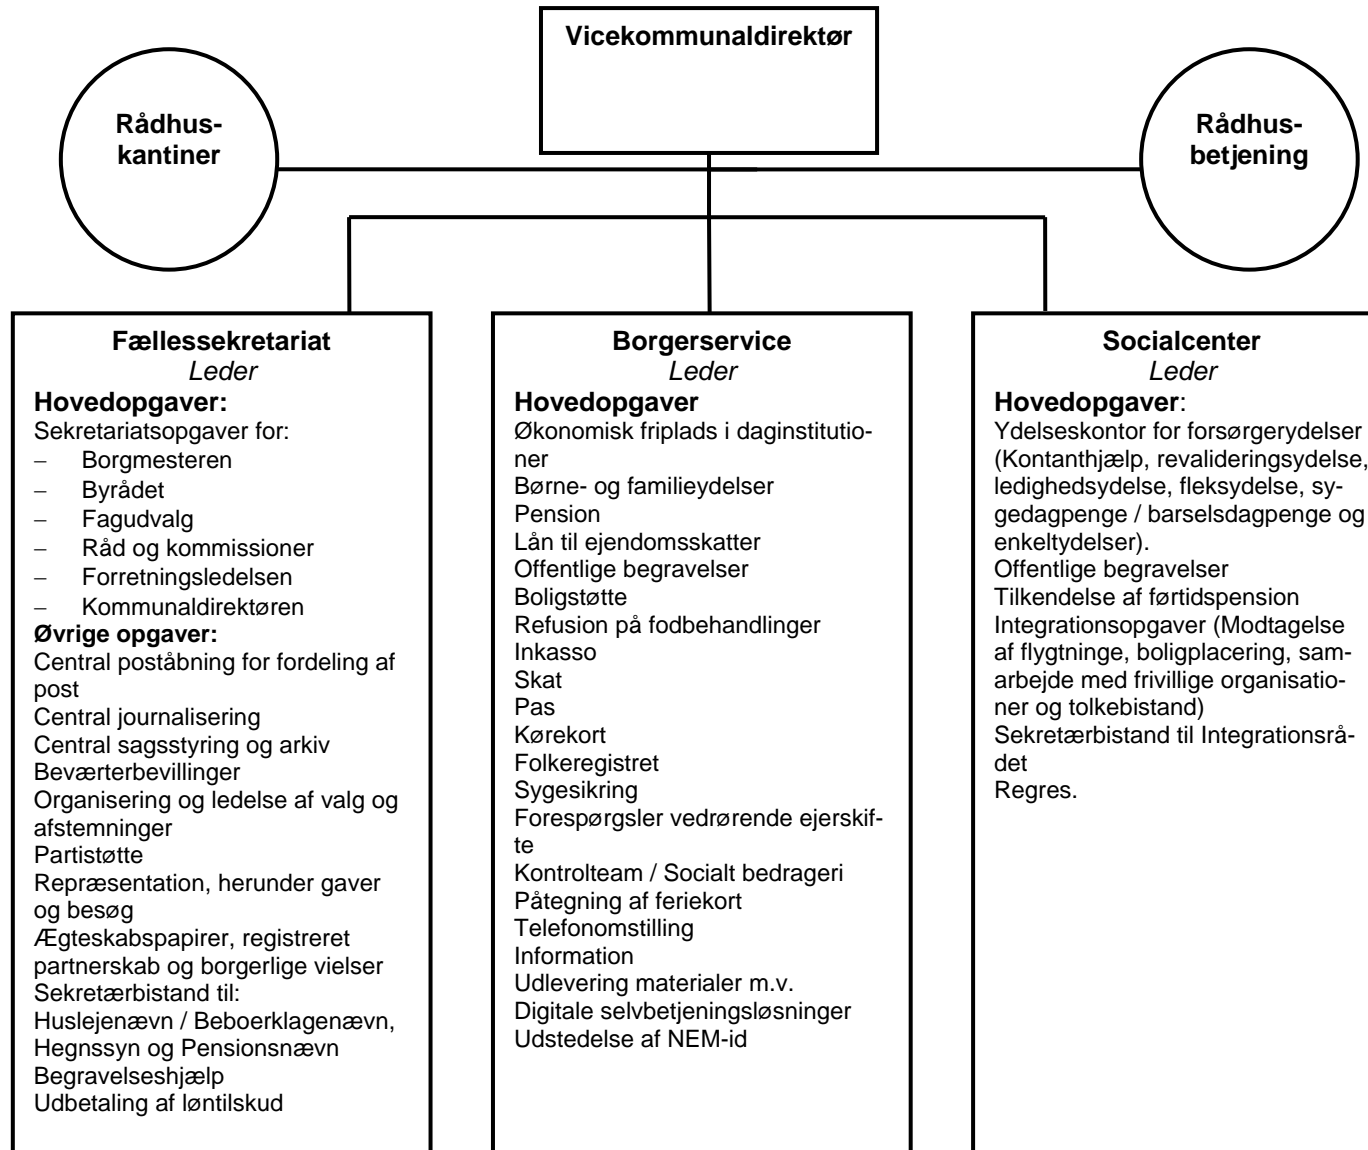 Vicekommunaldirektør
Rådhus-
kantiner
Rådhus-
betjening
Fællessekretariat
Leder
Hovedopgaver:
Sekretariatsopgaver for:
– Borgmesteren
– Byrådet
– Fagudvalg
– Råd og kommissioner
– Forretningsledelsen
– Kommunaldirektøren
Øvrige opgaver:
Central poståbning for fordeling af
post
Central journalisering
Central sagsstyring og arkiv
Beværterbevillinger
Organisering og ledelse af valg og
afstemninger
Partistøtte
Repræsentation, herunder gaver
og besøg
Ægteskabspapirer, registreret
partnerskab og borgerlige vielser
Sekretærbistand til:
Huslejenævn / Beboerklagenævn,
Hegnssyn og Pensionsnævn
Begravelseshjælp
Udbetaling af løntilskud
Borgerservice
Leder
Hovedopgaver
Økonomisk friplads i daginstitutio-
ner
Børne- og familieydelser
Pension
Lån til ejendomsskatter
Offentlige begravelser
Boligstøtte
Refusion på fodbehandlinger
Inkasso
Skat
Pas
Kørekort
Folkeregistret
Sygesikring
Forespørgsler vedrørende ejerskif-
te
Kontrolteam / Socialt bedrageri
Påtegning af feriekort
Telefonomstilling
Information
Udlevering materialer m.v.
Digitale selvbetjeningsløsninger
Udstedelse af NEM-id
Socialcenter
Leder
Hovedopgaver:
Ydelseskontor for forsørgerydelser
(Kontanthjælp, revalideringsydelse,
ledighedsydelse, fleksydelse, sy-
gedagpenge / barselsdagpenge og
enkeltydelser).
Offentlige begravelser
Tilkendelse af førtidspension
Integrationsopgaver (Modtagelse
af flygtninge, boligplacering, sam-
arbejde med frivillige organisatio-
ner og tolkebistand)
Sekretærbistand til Integrationsrå-
det
Regres.